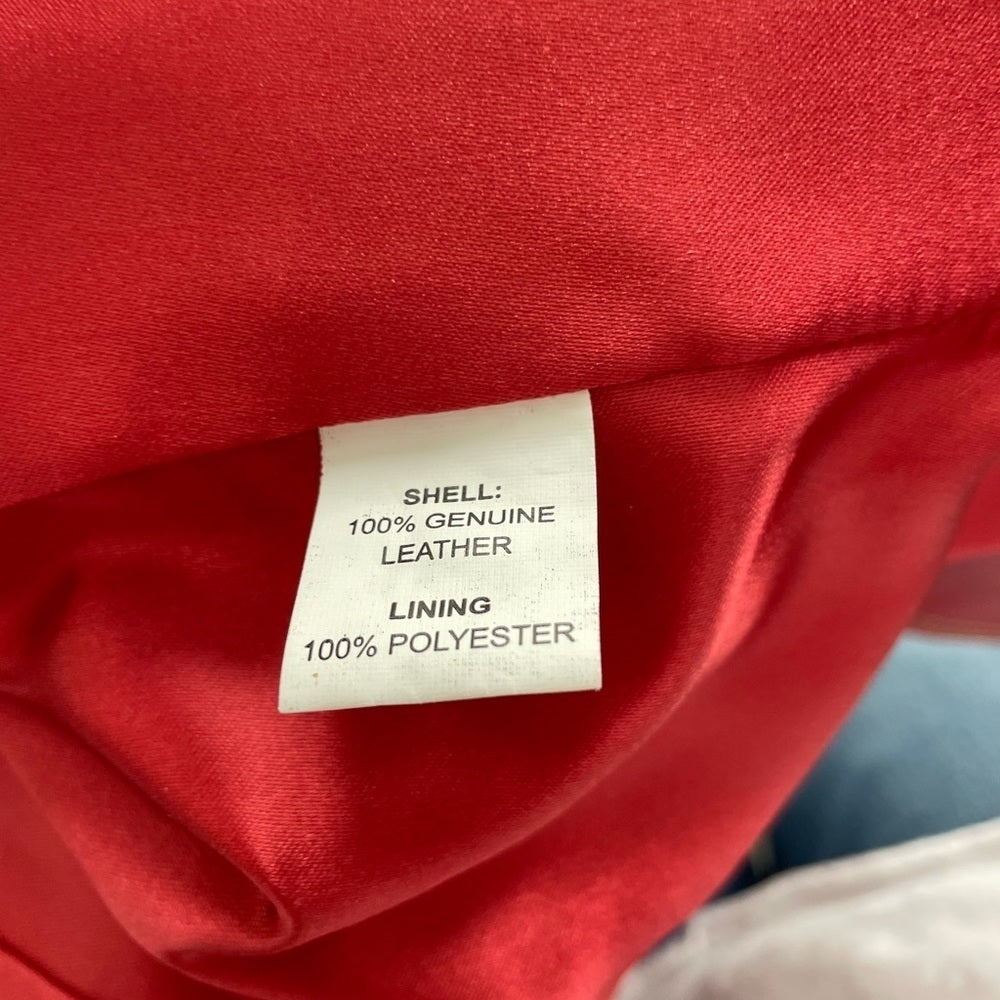 SHELL:
100% GENUINE
LEATHER
LINING
100% POLYESTER